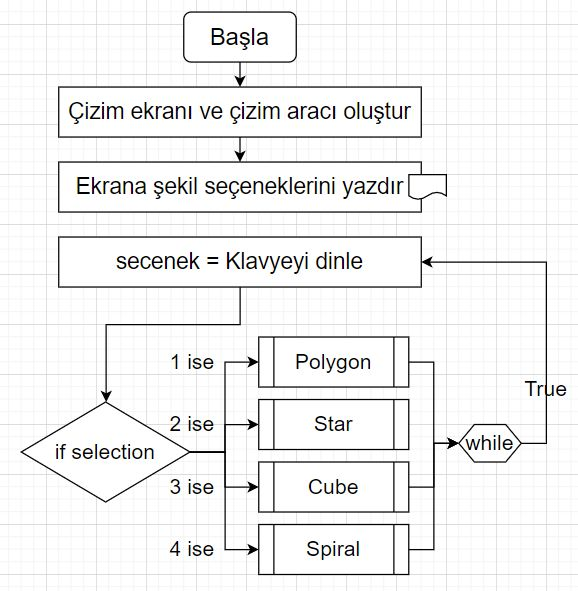 Başla
Çizim ekranı ve çizim aracı oluştur
Ekrana şekil seçeneklerini yazdır
secenek = Klavyeyi dinle
1 ise
Polygon
True
2 ise
Star
if selection
while
3 ise
Cube
4 ise
Spiral